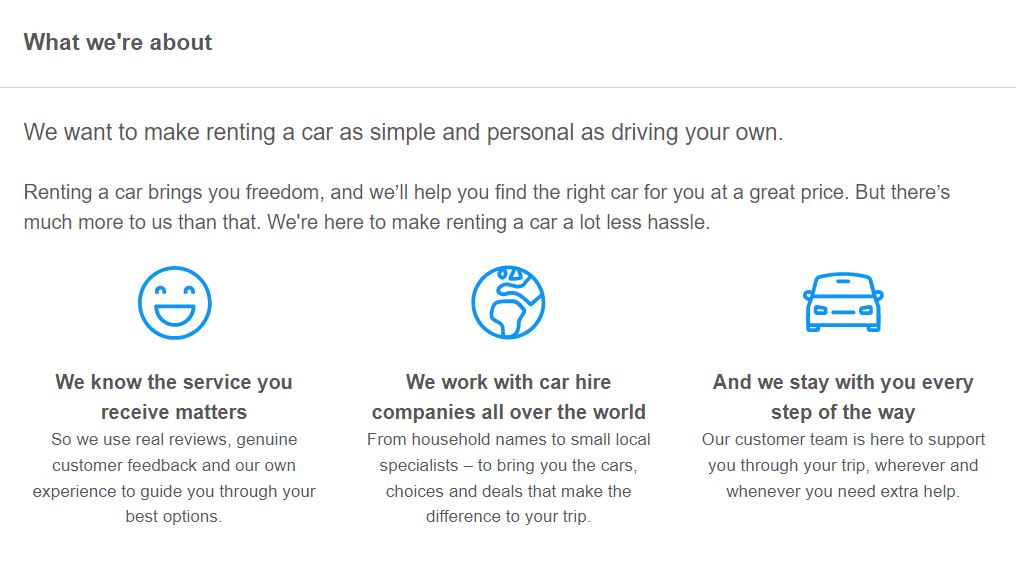 What we're about
We want to make renting a car as simple and personal as driving your own.
Renting a car brings you freedom, and we’ll help you find the right car for you at a great price. But there’s
much more to us than that. We're here to make renting a car a lot less hassle.
We know the service you
receive matters
So we use real reviews, genuine
customer feedback and our own
experience to guide you through your
best options.
We work with car hire
companies all over the world
From household names to small local
specialists – to bring you the cars,
choices and deals that make the
difference to your trip.
And we stay with you every
step of the way
Our customer team is here to support
you through your trip, wherever and
whenever you need extra help.